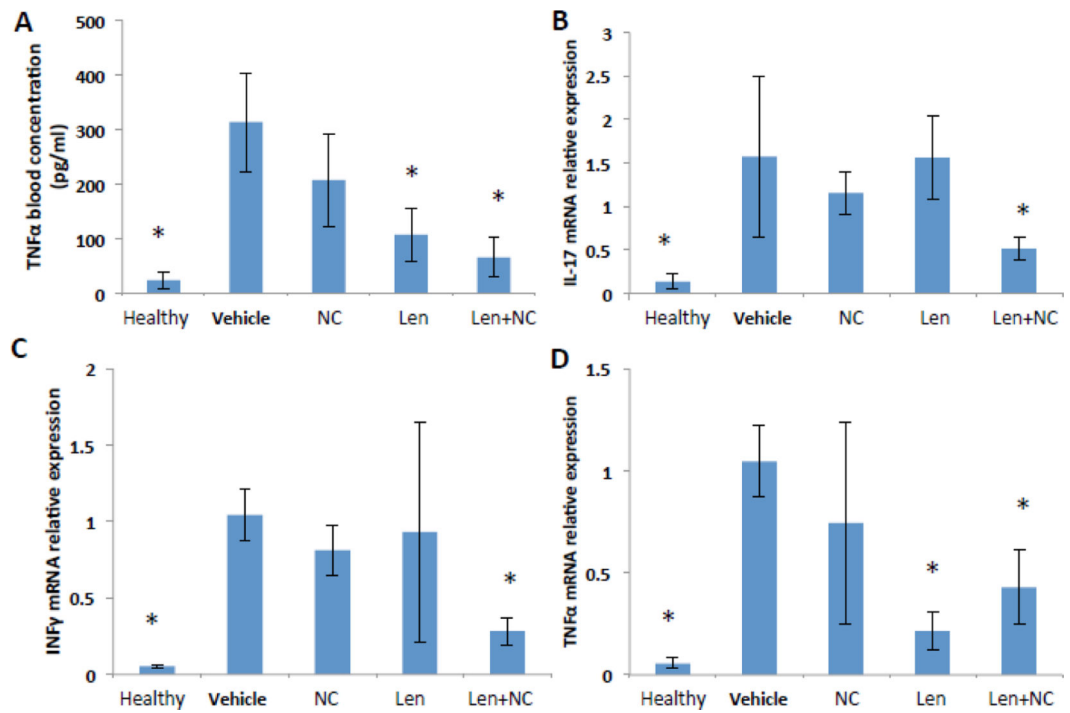 A
TNFα blood concentration
(pg/ml)
500
400
300
200
100
0
*
*
*
Healthy Vehicle NC Len Len+NC
B
IL-17 mRNA relative expression
3
2.5
2
1.5
1
0.5
0
*
*
Healthy Vehicle NC Len Len+NC
C
INFγ mRNA relative expression
2
1.5
1
0.5
0
*
*
Healthy Vehicle NC Len Len+NC
D
TNFα mRNA relative expression
1.5
1
0.5
0
*
*
*
Healthy Vehicle NC Len Len+NC